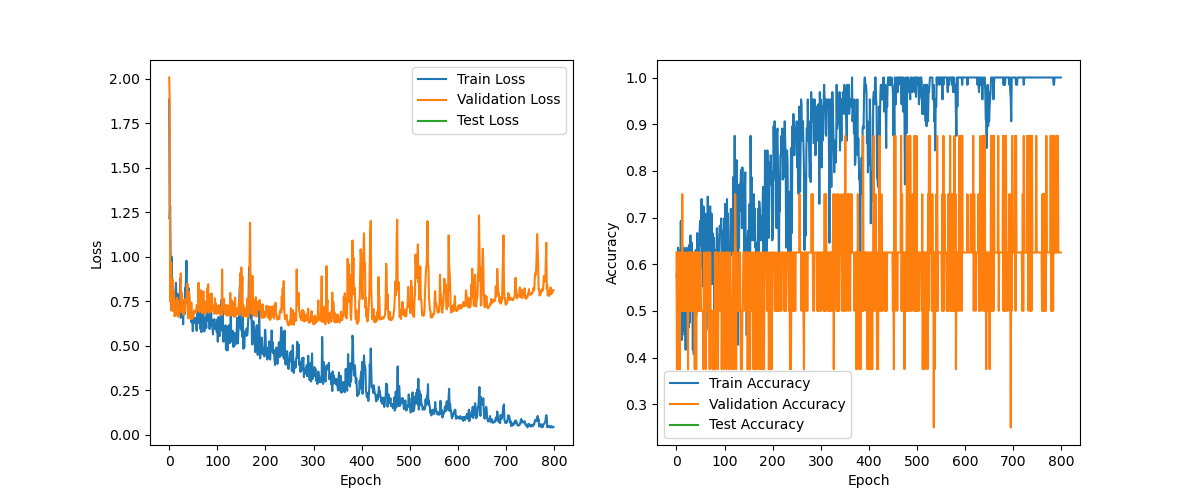 Train Loss
Validation Loss
Test Loss
2.00
1.75
1.50
1.25
1.00
0.75
0.50
0.25
0.00
Loss
0 100 200 300 400 500 600 700 800
Epoch
1.0
0.9
0.8
0.7
0.6
0.5
0.4
0.3
Accuracy
Train Accuracy
Validation Accuracy
Test Accuracy
0 100 200 300 400 500 600 700 800
Epoch